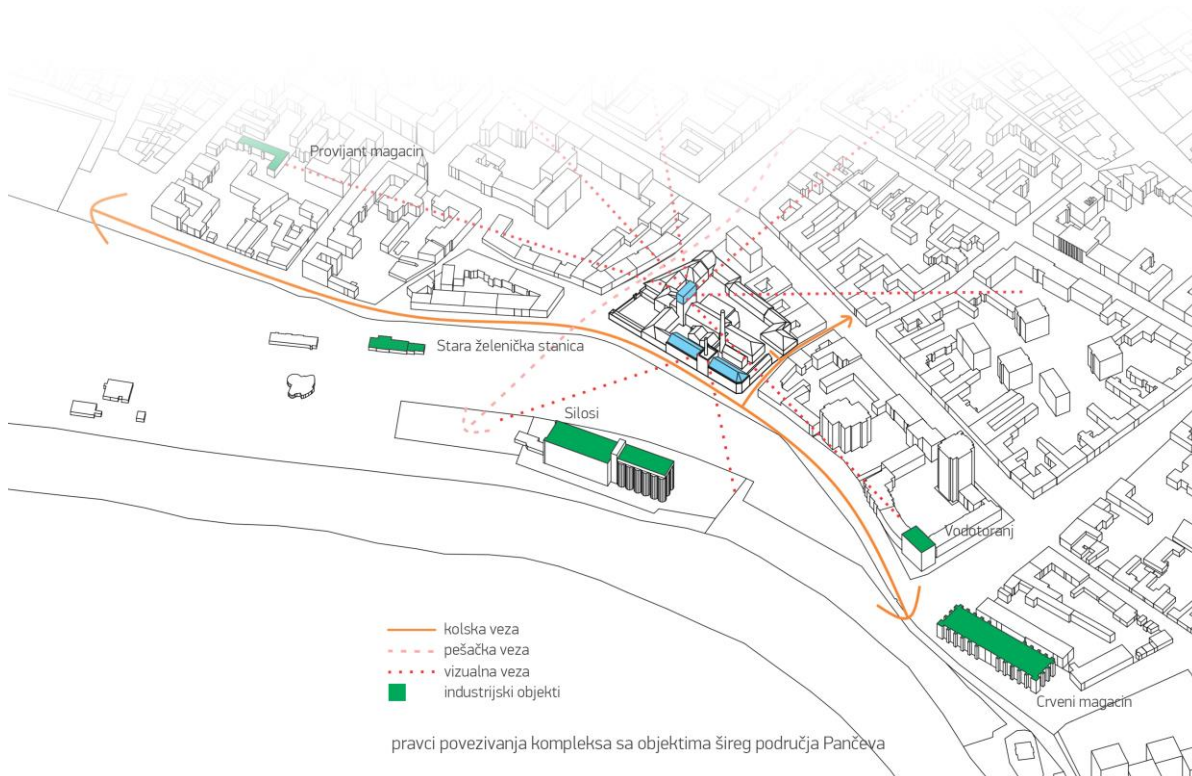 Provijant magacin
Stara želenička stanica
Silosi
Vodotoranj
kolska veza
pešačka veza
vizualna veza
industrijski objekti
Crveni magacin
pravci povezivanja kompleksa sa objektima šireg područja Pančeva